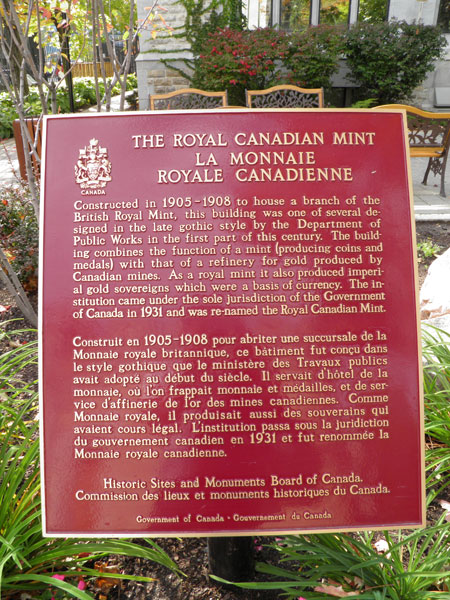 THE ROYAL CANADIAN MINT
LA MONNAIE
ROYALE CANADIENNE
CANADA
Constructed in 1905-1908 to house a branch of the
British Royal Mint, this building was one of several de-
signed in the late gothic style by the Department of
Public Works in the first part of this century. The build-
ing combines the function of a mint (producing coins and
medals) with that of a refinery for gold produced by
Canadian mines. As a royal mint it also produced imperi-
al gold sovereigns which were a basis of currency. The in-
stitution came under the sole jurisdiction of the Government
of Canada in 1931 and was re-named the Royal Canadian Mint.
Construit en 1905-1908 pour abriter une succursale de la
Monnaie royale britannique, ce bâtiment fut conçu dans
le style gothique que le ministère des Travaux publics
avait adopté au début du siècle. Il servait d'hôtel de la
monnaie, où l'on frappait monnaie et médailles, et de ser-
vice d'affinerie de l'or des mines canadiennes. Comme
Monnaie royale, il produisait aussi des souverains qui
avaient cours légal. L'institution passa sous la juridiction
du gouvernement canadien en 1931 et fut renommée la
Monnaie royale canadienne.
Historic Sites and Monuments Board of Canada.
Commission des lieux et monuments historiques du Canada.
Government of Canada - Gouvernement du Canada